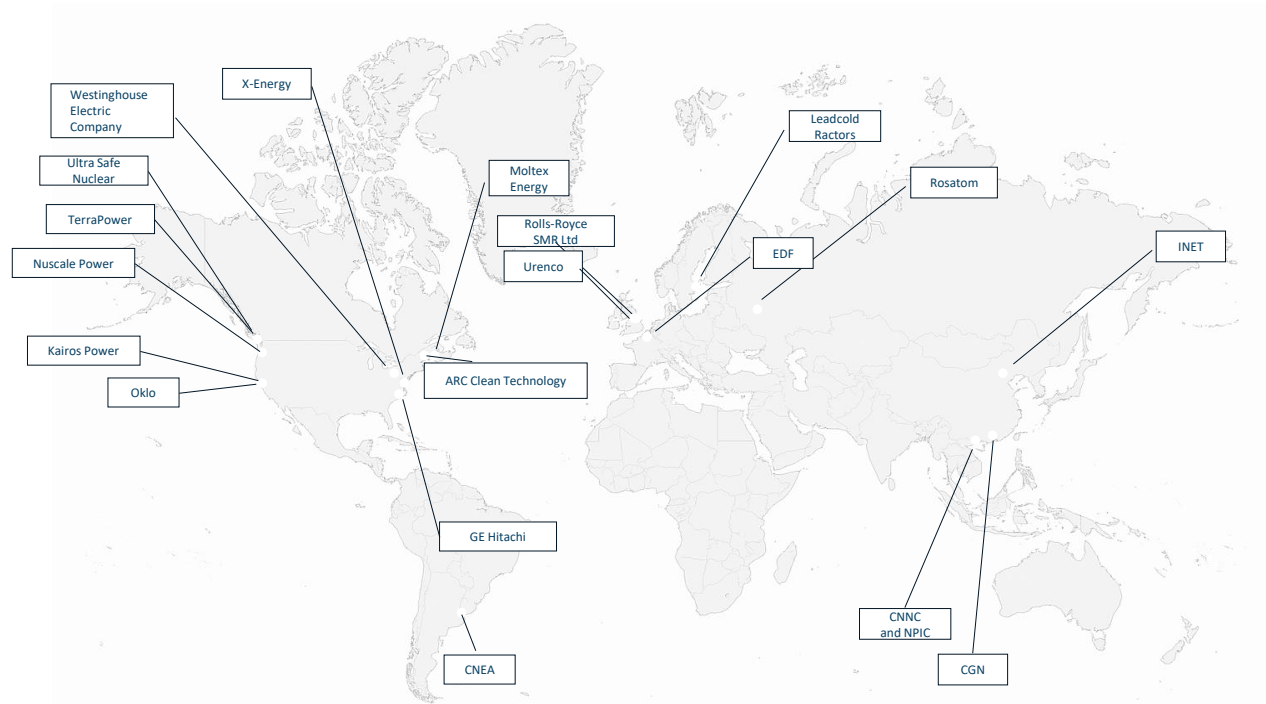 X-Energy
Westinghouse
Electric
Company
Leadcold
Ractors
Ultra Safe
Nuclear
Moltex
Energy
Rosatom
TerraPower
Rolls-Royce
SMR Ltd
EDF
INET
Nuscale Power
Urenco
Kairos Power
ARC Clean Technology
Oklo
GE Hitachi
CNNC
and NPIC
CNEA
CGN